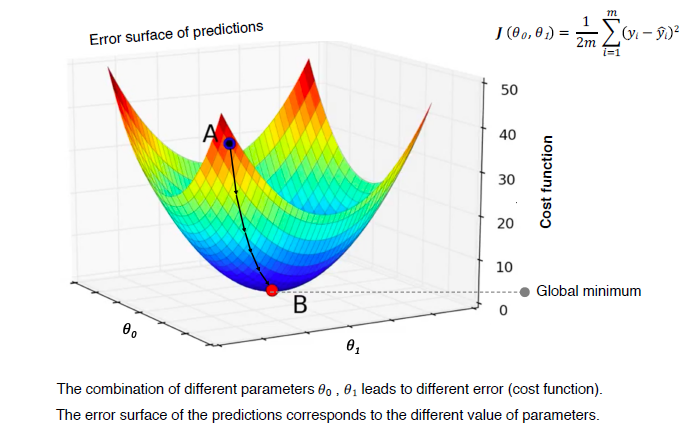 Error surface of predictions
J (θ₀, θ₁) = 1/2m ∑ᵢ₌₁ᵐ (yᵢ − ŷᵢ)²
50
A
40
Cost function
30
20
10
Global minimum
B
0
θ₀
θ₁
The combination of different parameters θ₀ , θ₁ leads to different error (cost function).
The error surface of the predictions corresponds to the different value of parameters.